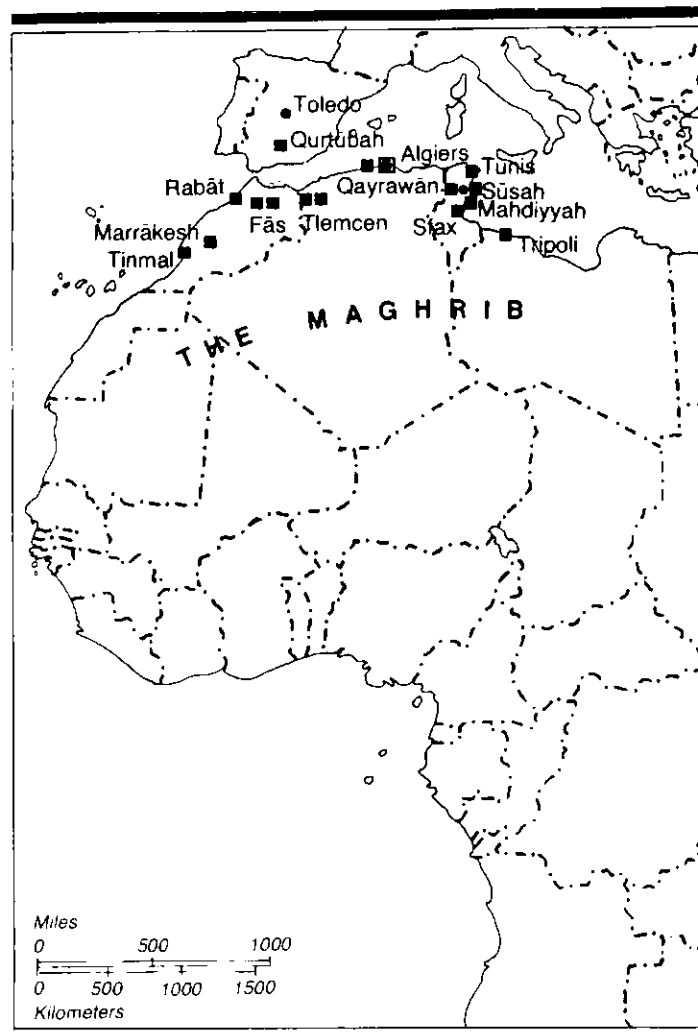 Toledo
Qurtūbah
Algiers
Tunis
Rabāt
Qayrawān
Sūsah
Mahdiyyah
Fās
Tlemcen
Sfax
Marrākesh
Tripoli
Tinmal
THE MAGHRIB
Miles
0 500 1000
0 500 1000 1500
Kilometers